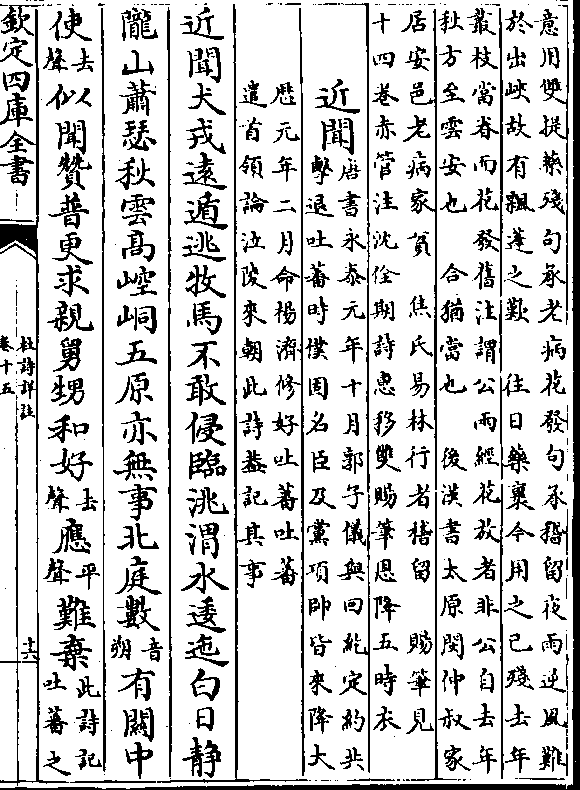 意用雙提藥殘句承老病花發句承稽留夜雨逆風難
於出峽故有飄蓬之歎　往日藥裹今用之已殘去年
叢枝當春而花發舊注謂公雨經花放者非公自去年
秋方至雲安也　合猶當也　後漢書太原閔仲叔家
居安邑老病家貧　焦氏易林行者稽留　賜筆見
十四卷赤管注沈佺期詩惠移雙賜筆恩降五時衣
近聞
唐書永泰元年十月郭子儀與回紇定約共
擊退吐蕃時僕固名臣及黨項帥皆來降大
厯元年二月命楊濟修好吐蕃吐蕃
遣首領論泣陵來朝此詩蓋記其事
近聞犬戎遠遁逃牧馬不敢侵臨洮渭水逶迤白日静
隴山蕭瑟秋雲高崆峒五原亦無事北庭數音朔有關中
使去聲似聞贊普更求親舅甥和好去聲應平聲難棄此詩記吐蕃之
欽定四庫全書
杜詩詳註
卷十五
十六